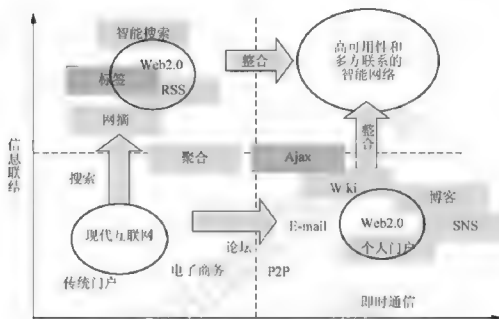 智能搜索
Web2.0
标签
RSS
整合
高可用性和
多方联系的
智能网络
网摘
整合
信息联结
聚合
Ajax
搜索
Wiki
博客
现代互联网
论坛
E-mail
Web2.0
SNS
个人门户
传统门户
电子商务
P2P
即时通信